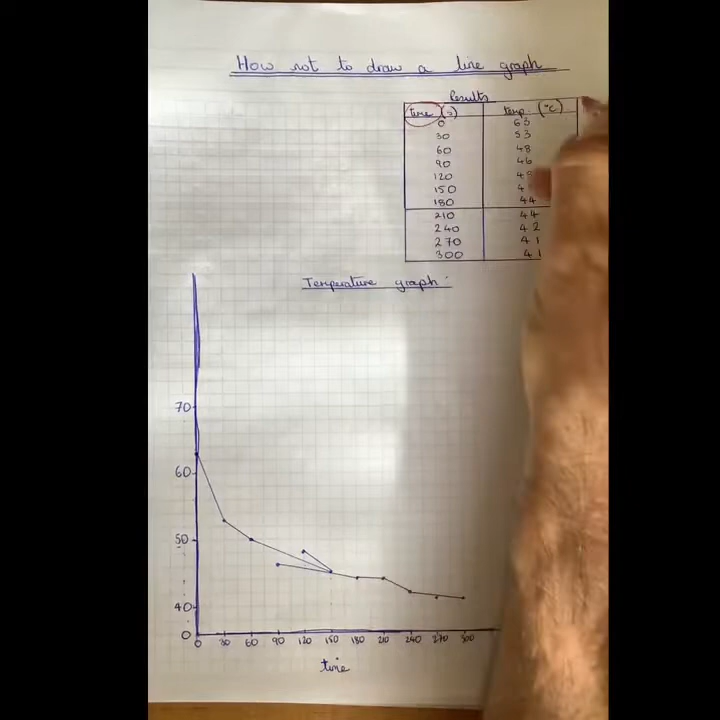 How not to draw a line graph
Results
time (s) temp. (°C)
0 63
30 53
60 48
90 46
120 48
150 4
180 44
210 44
240 42
270 41
300 41
Temperature graph
70
60
50
40
0
0 30 60 90 120 150 180 210 240 270 300
time